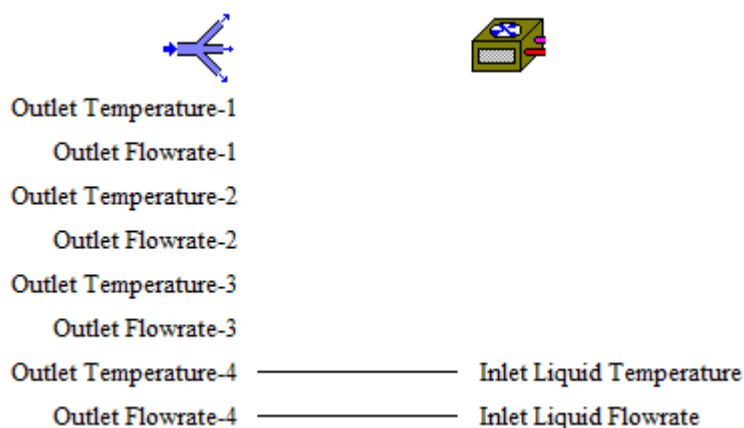 Outlet Temperature-1
Outlet Flowrate-1
Outlet Temperature-2
Outlet Flowrate-2
Outlet Temperature-3
Outlet Flowrate-3
Outlet Temperature-4 Inlet Liquid Temperature
Outlet Flowrate-4 Inlet Liquid Flowrate